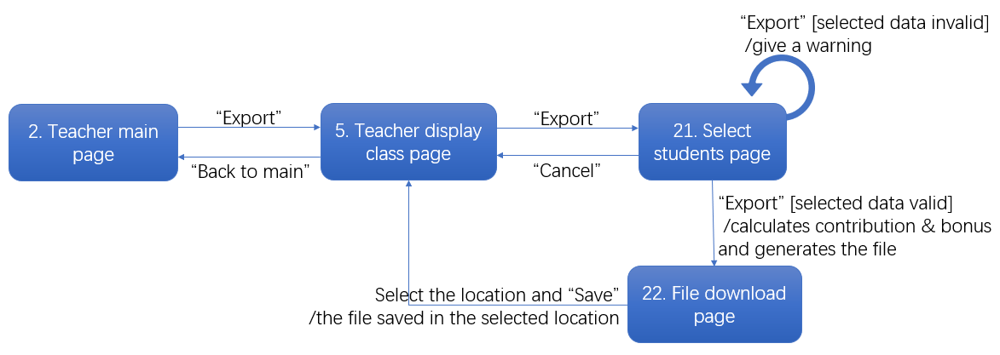 “Export” [selected data invalid]
/give a warning
2. Teacher main
page
“Export”
“Back to main”
5. Teacher display
class page
“Export”
“Cancel”
21. Select
students page
“Export” [selected data valid]
/calculates contribution & bonus
and generates the file
Select the location and “Save”
/the file saved in the selected location
22. File download
page